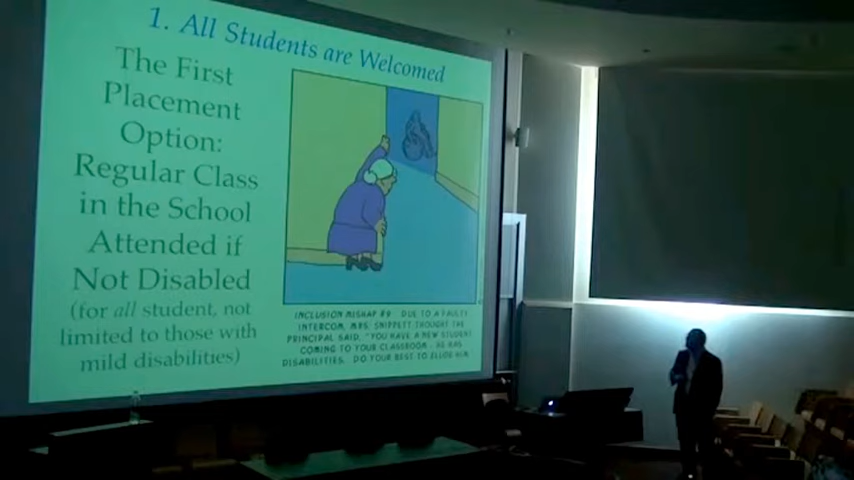 1. All Students are Welcomed
The First
Placement
Option:
Regular Class
in the School
Attended if
Not Disabled
(for all student, not
limited to those with
mild disabilities)
INCLUSION MISHAP #9 DUE TO A FAULTY
INTERCOM, MRS. SNIPPETT THOUGHT THE
PRINCIPAL SAID, "YOU HAVE A NEW STUDENT
COMING TO YOUR CLASSROOM. HE HAS
DISABILITIES. DO YOUR BEST TO ELUDE HIM.